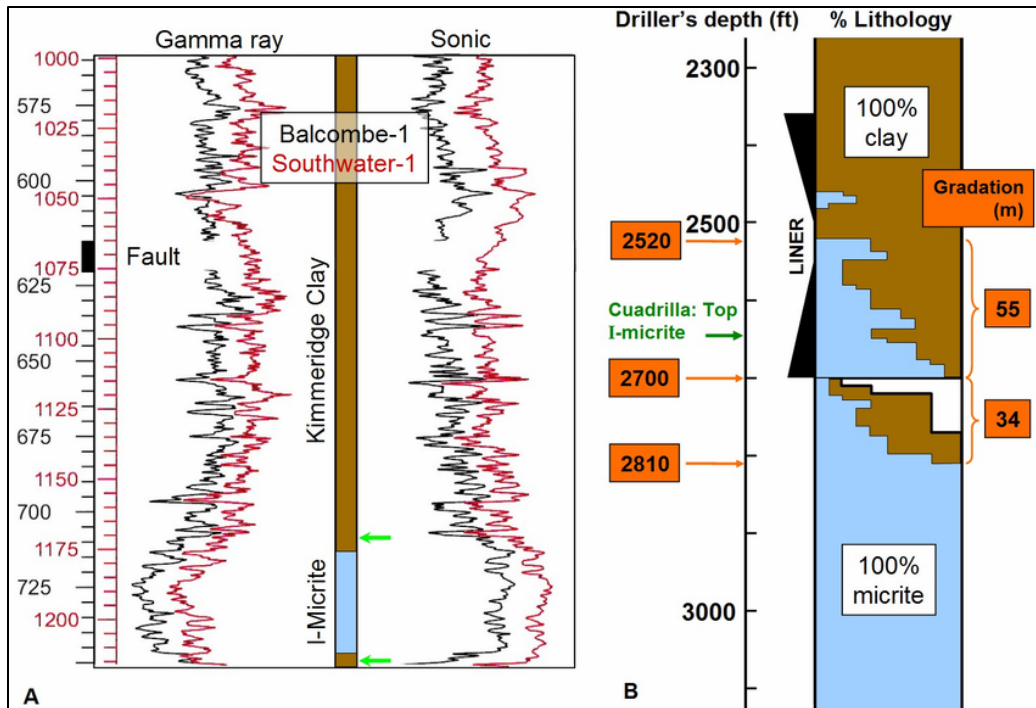 Gamma ray
Sonic
1000
1025
1050
1075
1100
1125
1150
1175
1200
575
600
625
650
675
700
725
Balcombe-1
Southwater-1
Fault
Kimmeridge Clay
I-Micrite
A
Driller's depth (ft)
% Lithology
2300
2500
3000
100%
clay
Gradation
(m)
LINER
2520
Cuadrilla: Top
I-micrite
2700
2810
55
34
100%
micrite
B